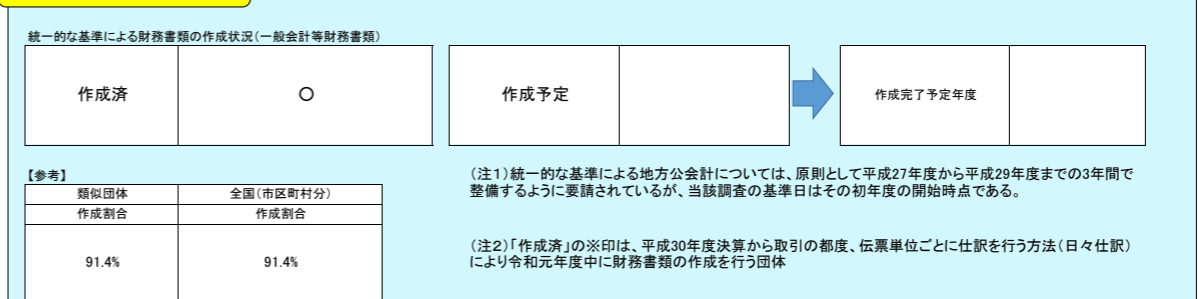 統一的な基準による財務書類の作成状況（一般会計等財務書類）
作成済 〇 作成予定 作成完了予定年度
【参考】
類似団体 全国（市区町村分）
作成割合 作成割合
91.4% 91.4%
（注１）統一的な基準による地方公会計については、原則として平成27年度から平成29年度までの3年間で
整備するように要請されているが、当該調査の基準日はその初年度の開始時点である。
（注２）「作成済」の※印は、平成30年度決算から取引の都度、伝票単位ごとに仕訳を行う方法（日々仕訳）
により令和元年度中に財務書類の作成を行う団体